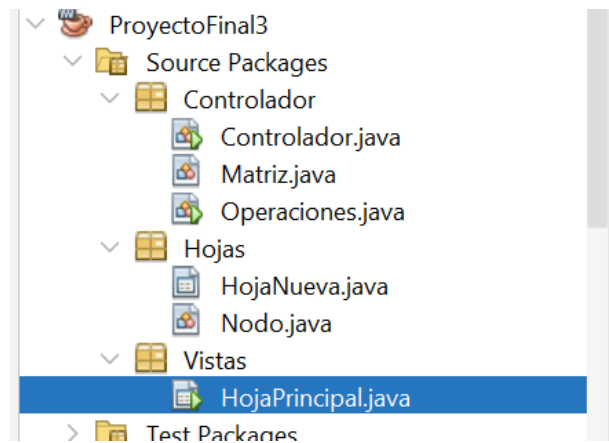 ProyectoFinal3
Source Packages
Controlador
Controlador.java
Matriz.java
Operaciones.java
Hojas
HojaNueva.java
Nodo.java
Vistas
HojaPrincipal.java
Test Packages